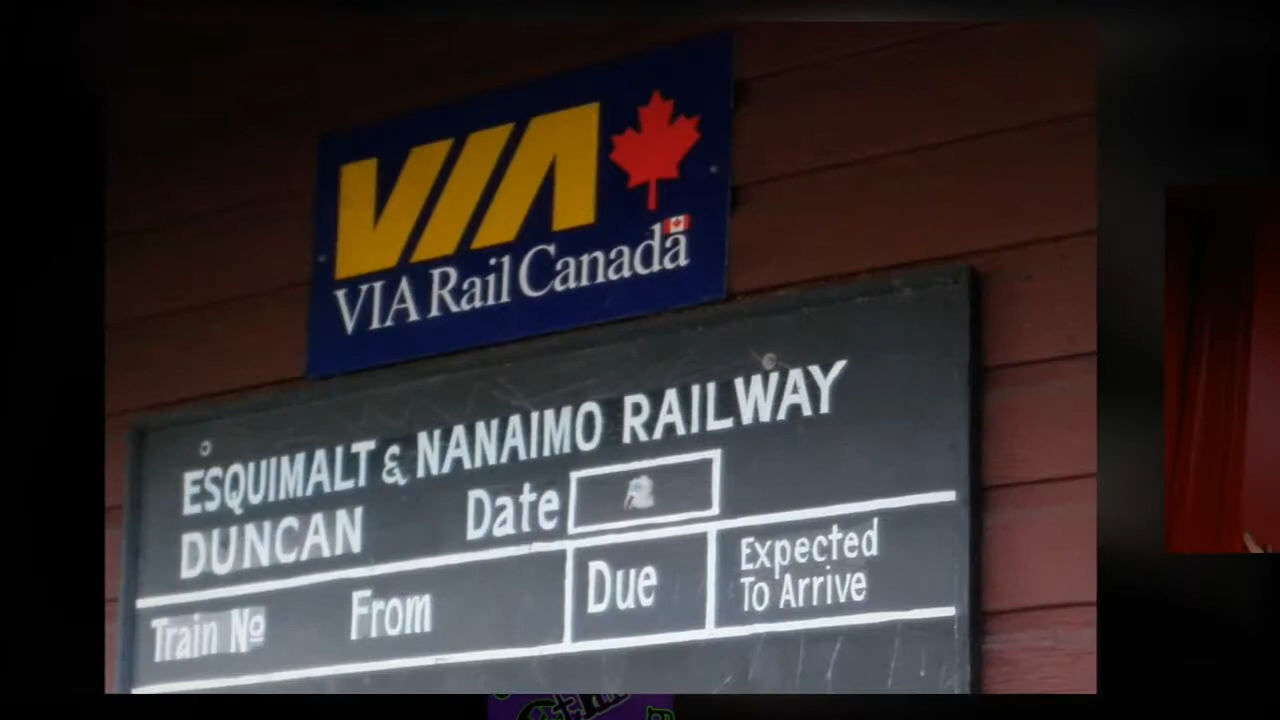 VIA
VIA Rail Canada
ESQUIMALT & NANAIMO RAILWAY
DUNCAN Date
Train Nº From Due Expected
To Arrive